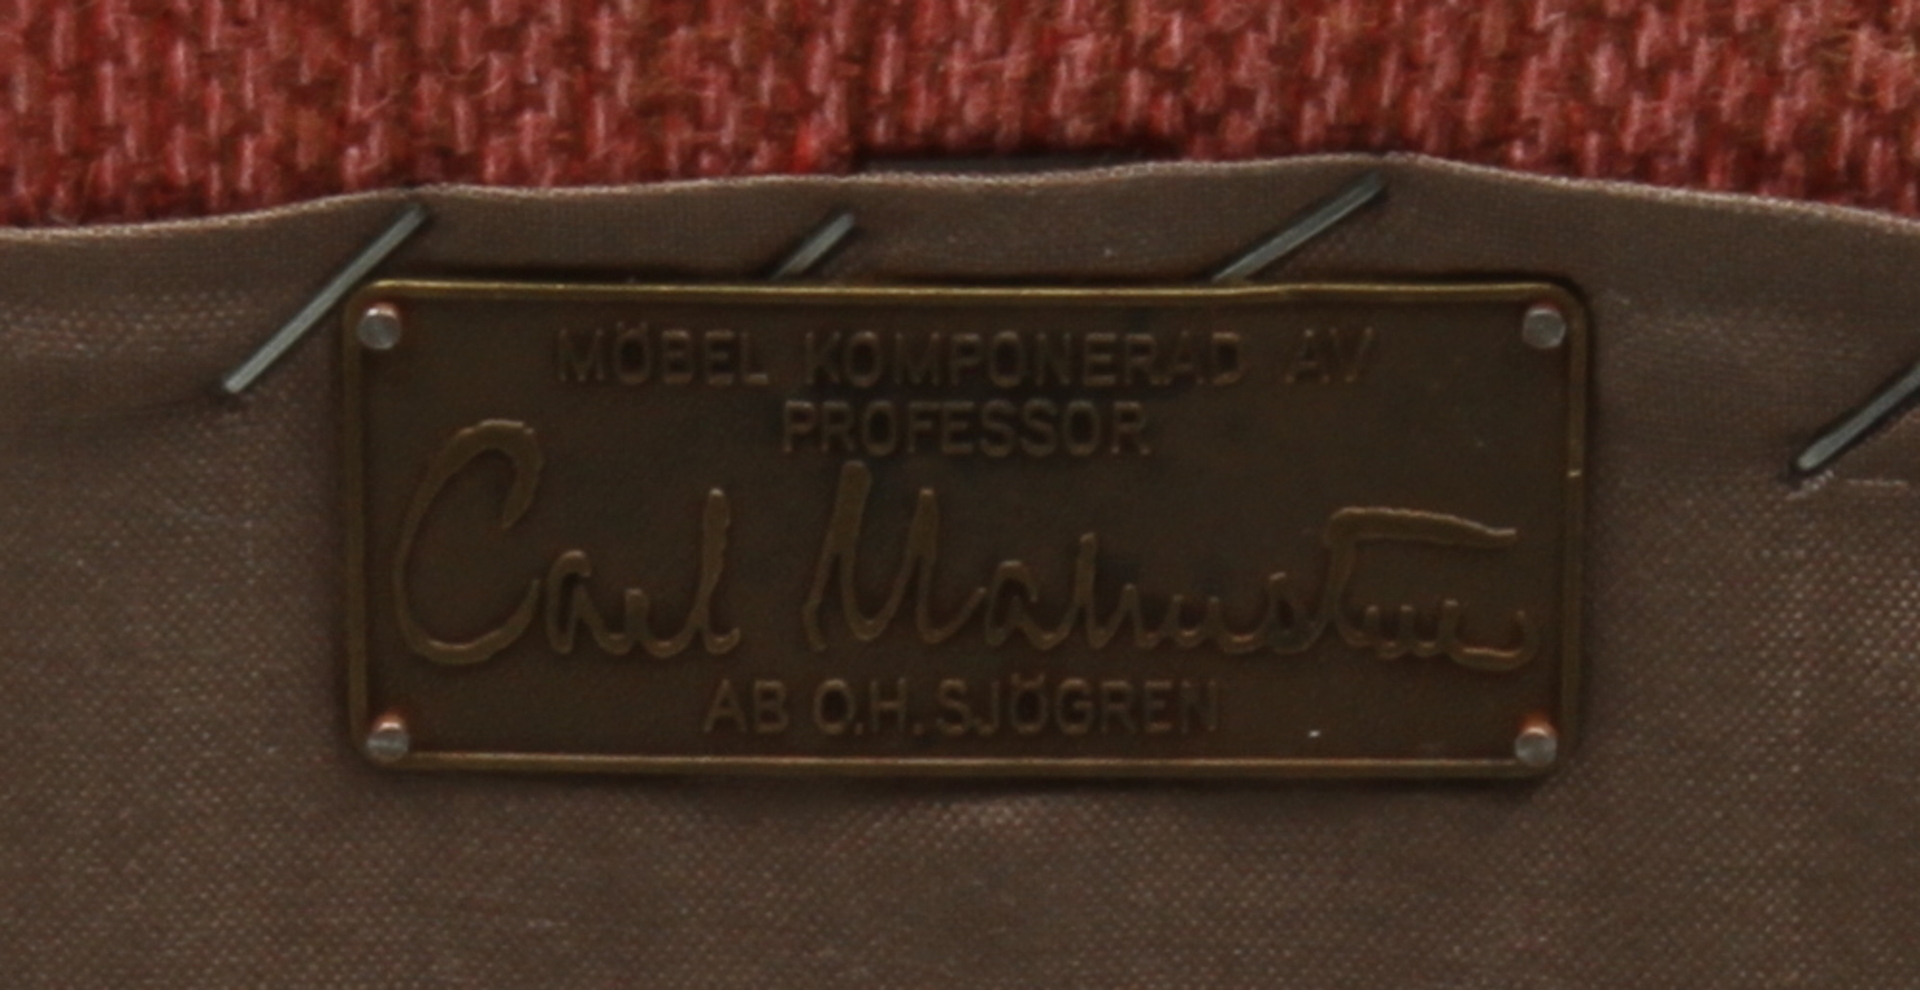 MÖBEL KOMPONERAD AV
PROFESSOR
Carl Malmsten
AB O.H. SJÖGREN